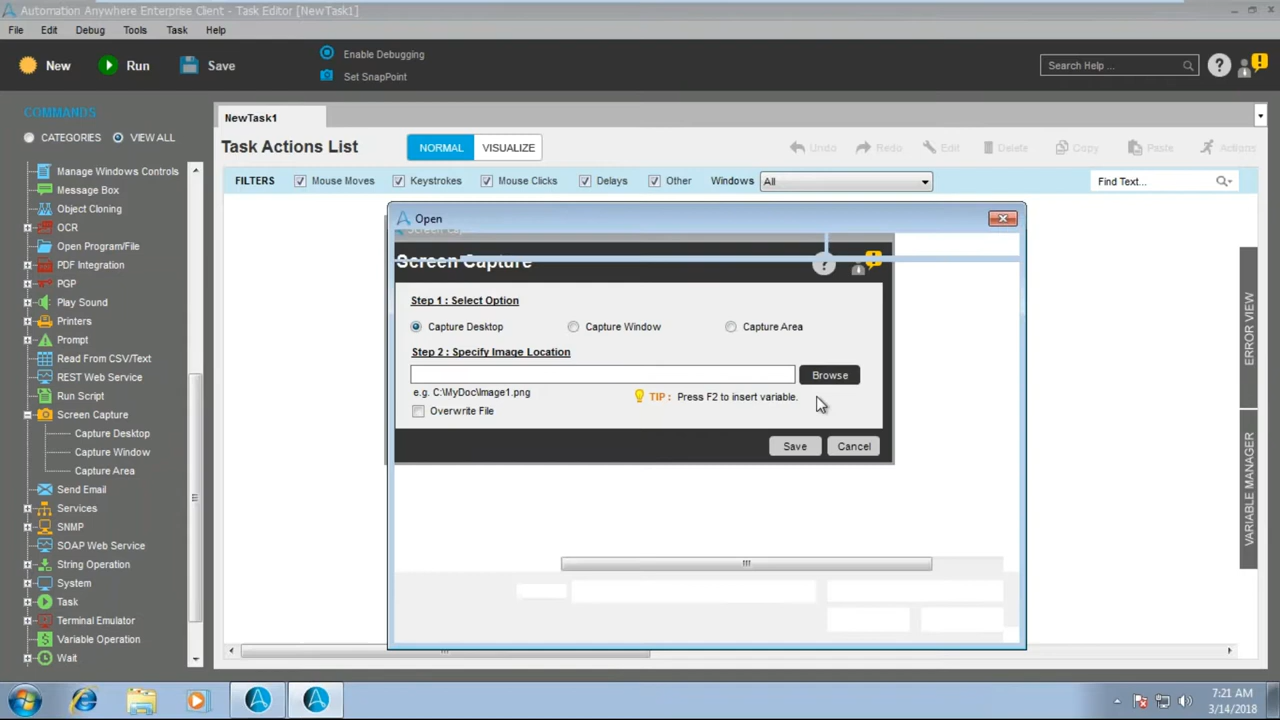 Automation Anywhere Enterprise Client - Task Editor [NewTask1]
File Edit Debug Tools Task Help
New Run Save
Enable Debugging
Set SnapPoint
Search Help ...
COMMANDS
CATEGORIES VIEW ALL
Manage Windows Controls
Message Box
Object Cloning
OCR
Open Program/File
PDF Integration
PGP
Play Sound
Printers
Prompt
Read From CSV/Text
REST Web Service
Run Script
Screen Capture
Capture Desktop
Capture Window
Capture Area
Send Email
Services
SNMP
SOAP Web Service
String Operation
System
Task
Terminal Emulator
Variable Operation
Wait
NewTask1
Task Actions List NORMAL VISUALIZE Undo Redo Edit Delete Copy Paste Actions
FILTERS Mouse Moves Keystrokes Mouse Clicks Delays Other Windows All Find Text...
Open
Screen Capture
Step 1 : Select Option
Capture Desktop Capture Window Capture Area
Step 2 : Specify Image Location
Browse
e.g. C:\MyDoc\Image1.png
TIP : Press F2 to insert variable.
Overwrite File
Save Cancel
ERROR VIEW
VARIABLE MANAGER
7:21 AM
3/14/2018